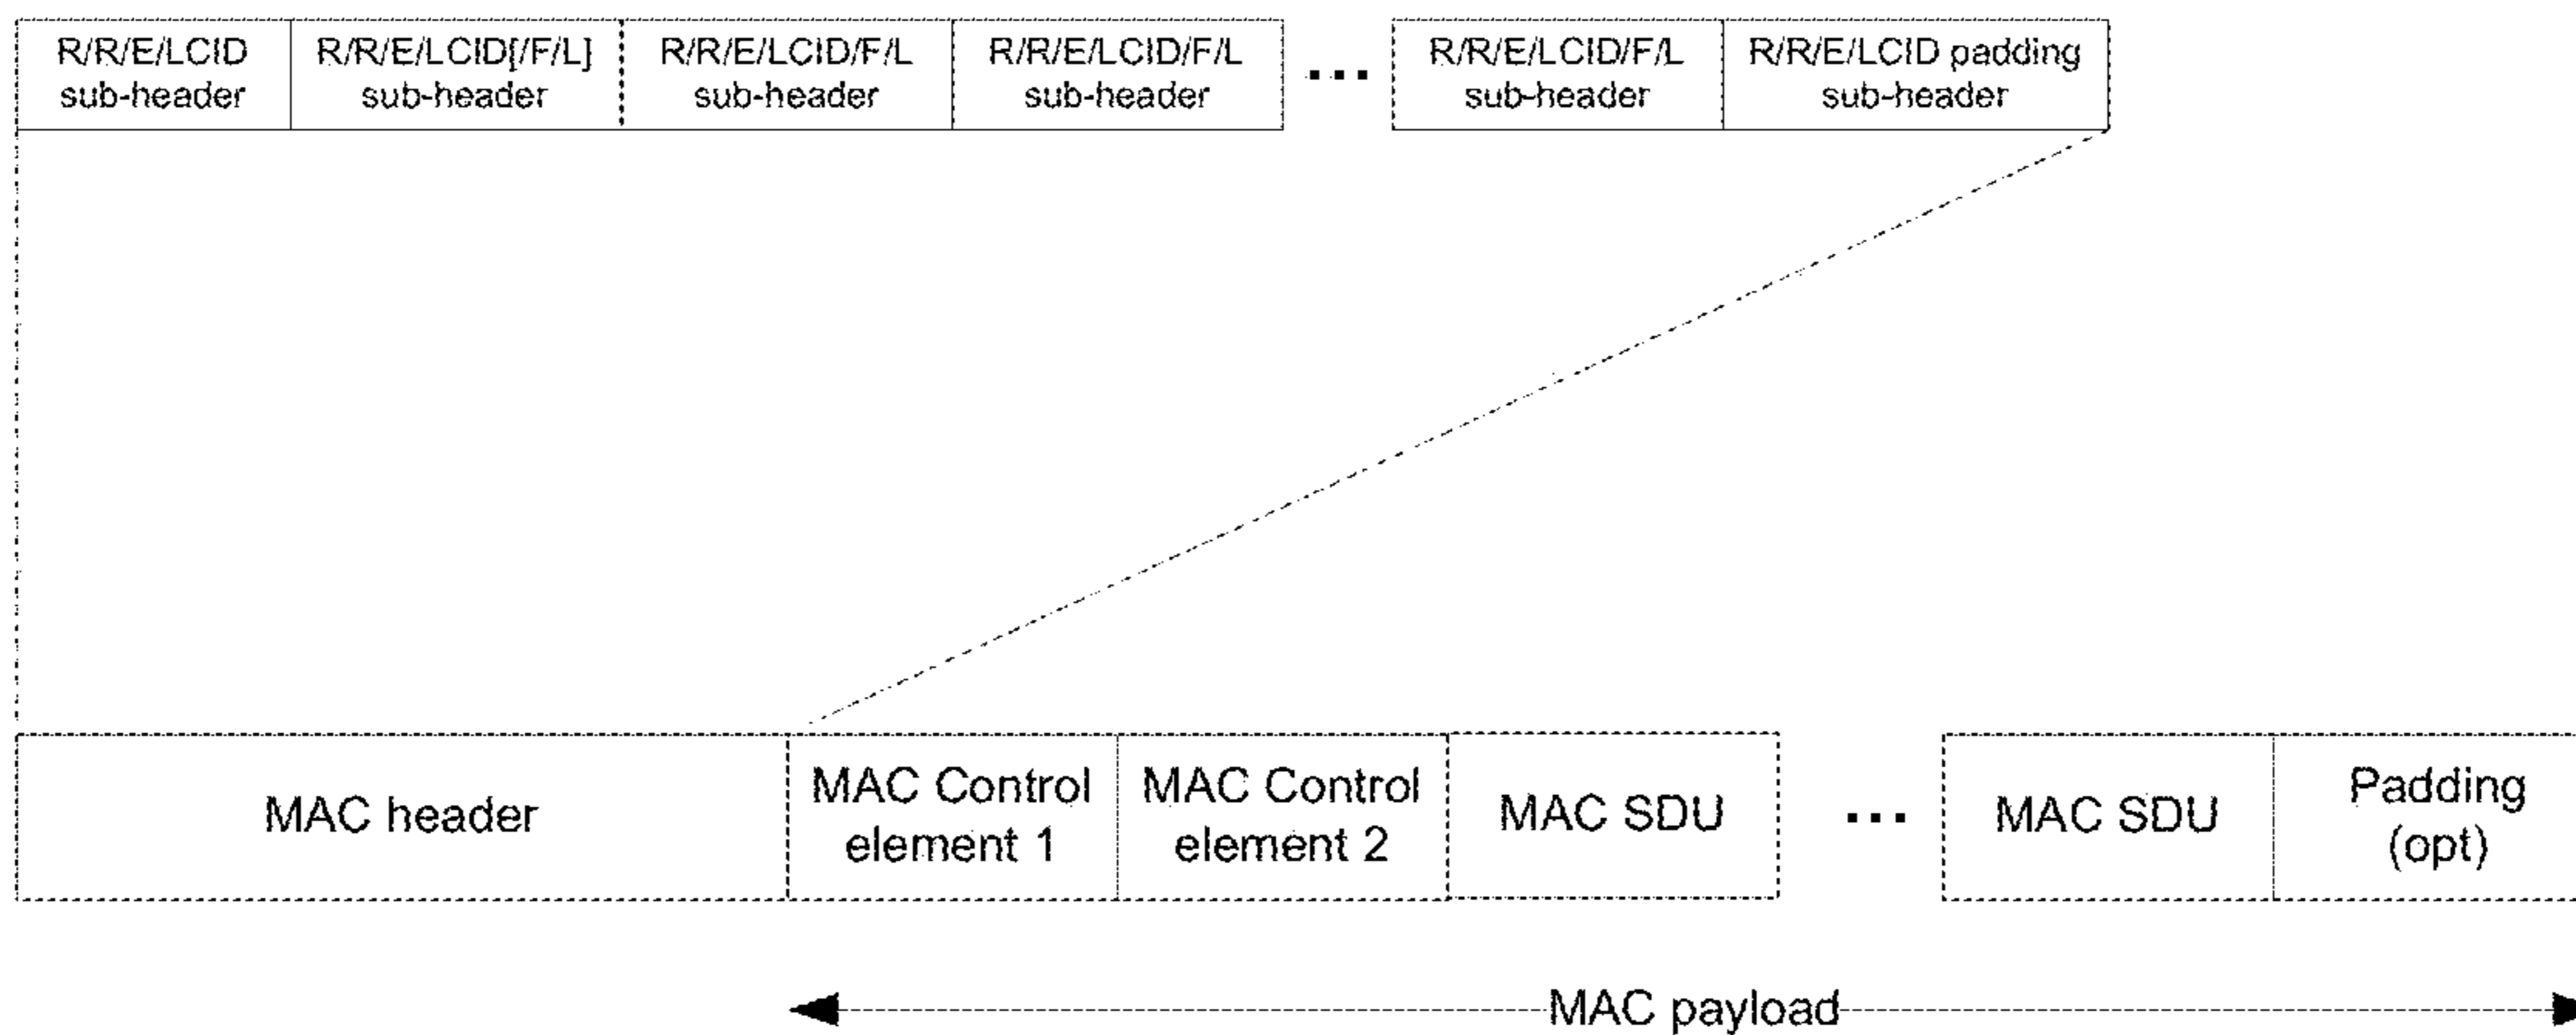 R/R/E/LCID
sub-header
R/R/E/LCID[/F/L]
sub-header
R/R/E/LCID/F/L
sub-header
R/R/E/LCID/F/L
sub-header
...
R/R/E/LCID/F/L
sub-header
R/R/E/LCID padding
sub-header
MAC header
MAC Control
element 1
MAC Control
element 2
MAC SDU
...
MAC SDU
Padding
(opt)
MAC payload